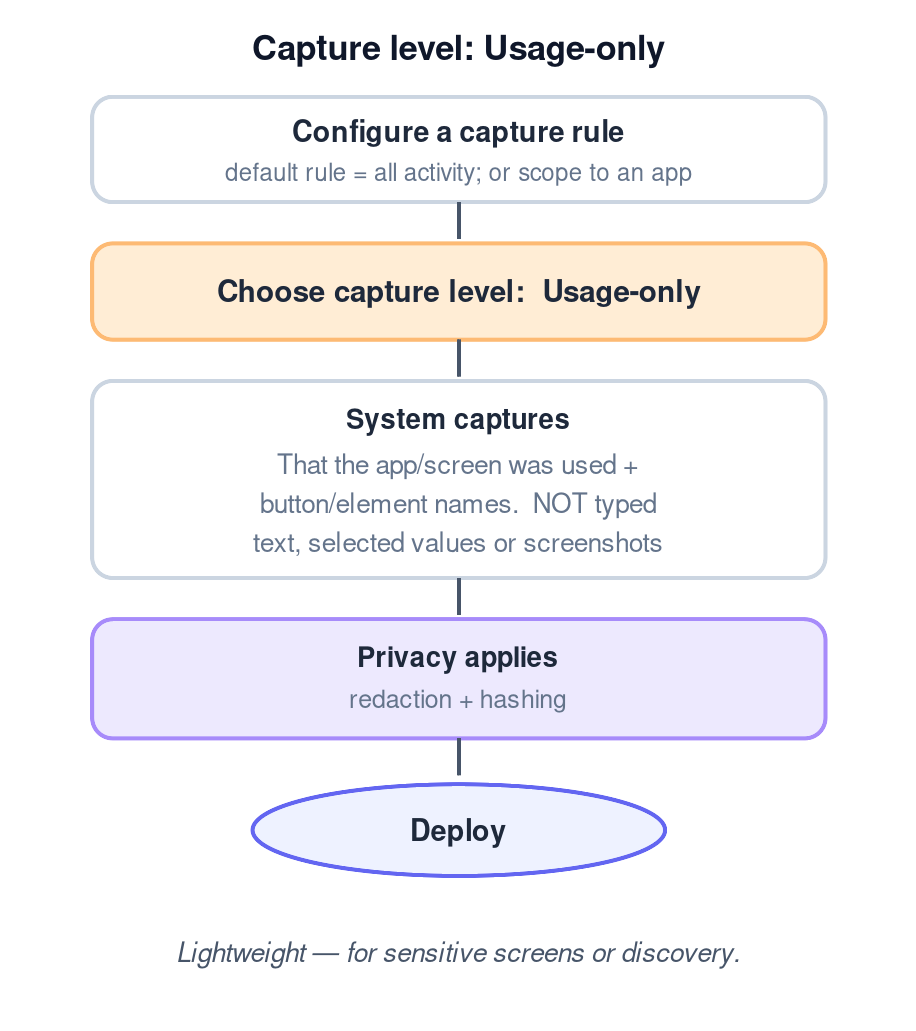 Capture level: Usage-only
Configure a capture rule
default rule = all activity; or scope to an app
Choose capture level:  Usage-only
System captures
That the app/screen was used +
button/element names.  NOT typed
text, selected values or screenshots
Privacy applies
redaction + hashing
Deploy
Lightweight — for sensitive screens or discovery.